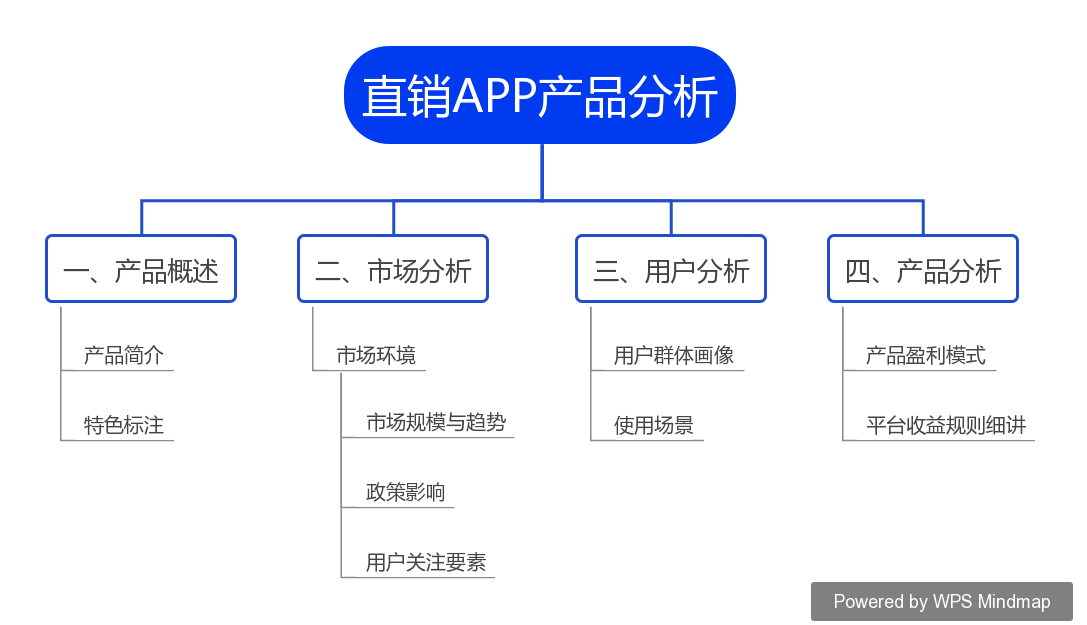 直销APP产品分析
一、产品概述
产品简介
特色标注
二、市场分析
市场环境
市场规模与趋势
政策影响
用户关注要素
三、用户分析
用户群体画像
使用场景
四、产品分析
产品盈利模式
平台收益规则细讲
Powered by WPS Mindmap